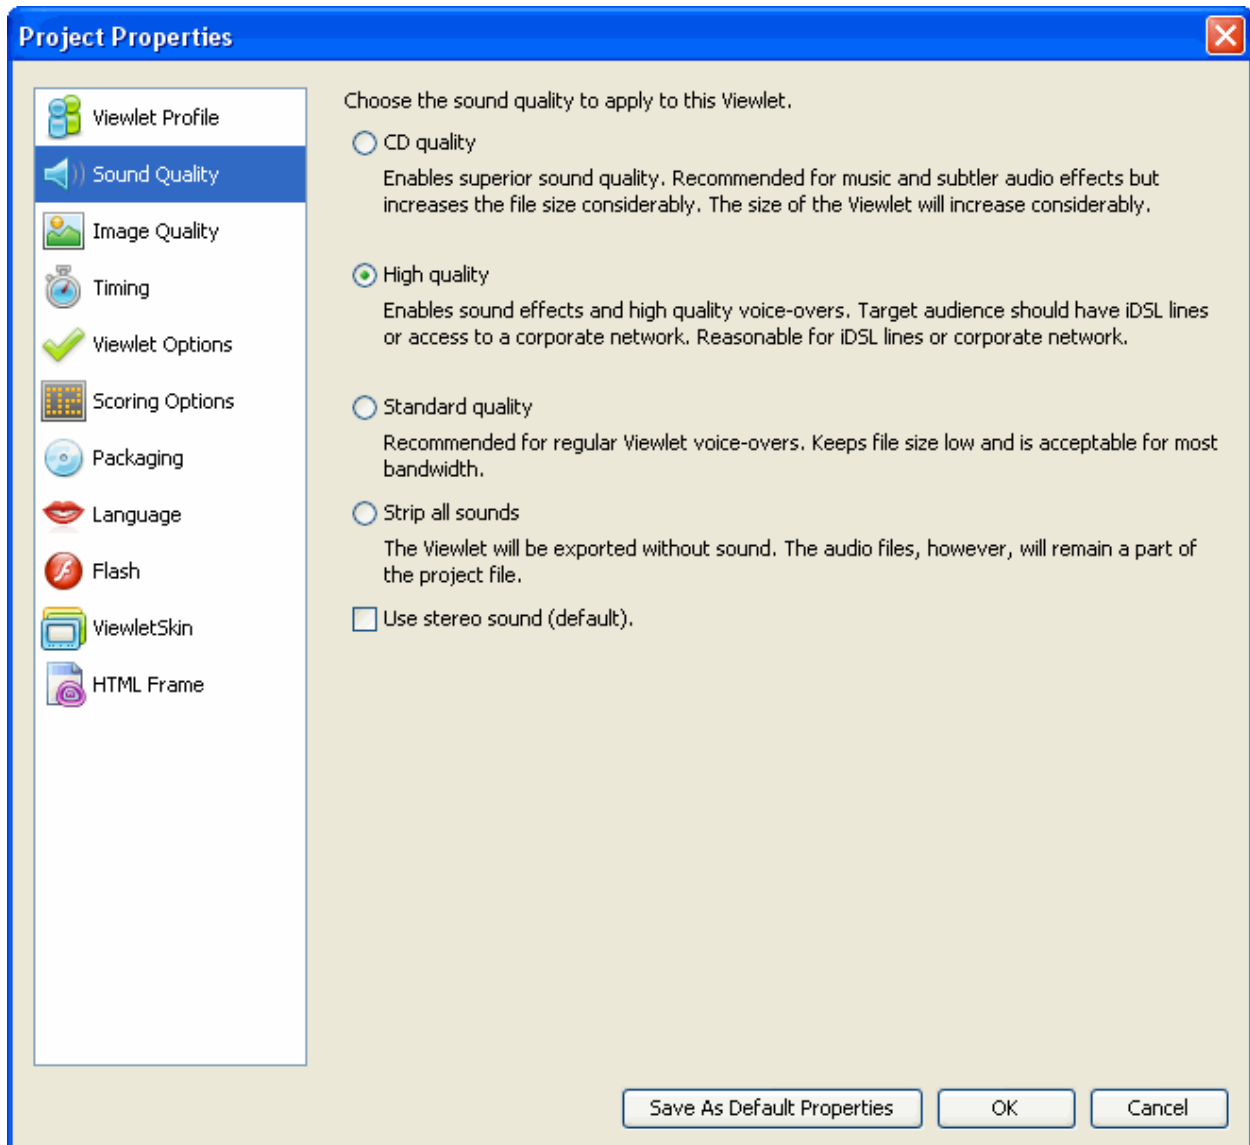 Project Properties
Viewlet Profile
Sound Quality
Image Quality
Timing
Viewlet Options
Scoring Options
Packaging
Language
Flash
ViewletSkin
HTML Frame
Choose the sound quality to apply to this Viewlet.
CD quality
Enables superior sound quality. Recommended for music and subtler audio effects but
increases the file size considerably. The size of the Viewlet will increase considerably.
High quality
Enables sound effects and high quality voice-overs. Target audience should have iDSL lines
or access to a corporate network. Reasonable for iDSL lines or corporate network.
Standard quality
Recommended for regular Viewlet voice-overs. Keeps file size low and is acceptable for most
bandwidth.
Strip all sounds
The Viewlet will be exported without sound. The audio files, however, will remain a part of
the project file.
Use stereo sound (default).
Save As Default Properties
OK
Cancel